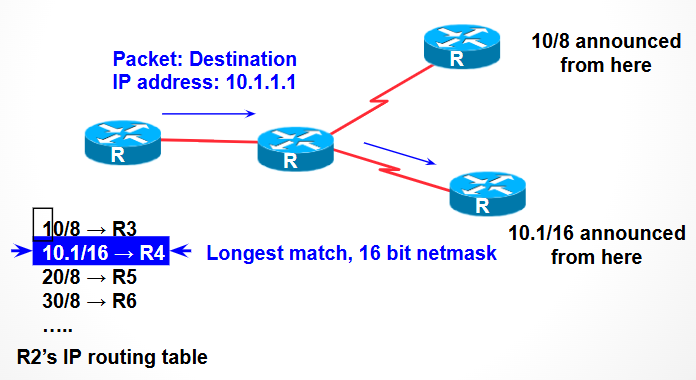 10/8 announced
from here
Packet: Destination
IP address: 10.1.1.1
R
R
R
R
10/8 → R3
10.1/16 → R4
Longest match, 16 bit netmask
10.1/16 announced
from here
20/8 → R5
30/8 → R6
.....
R2's IP routing table